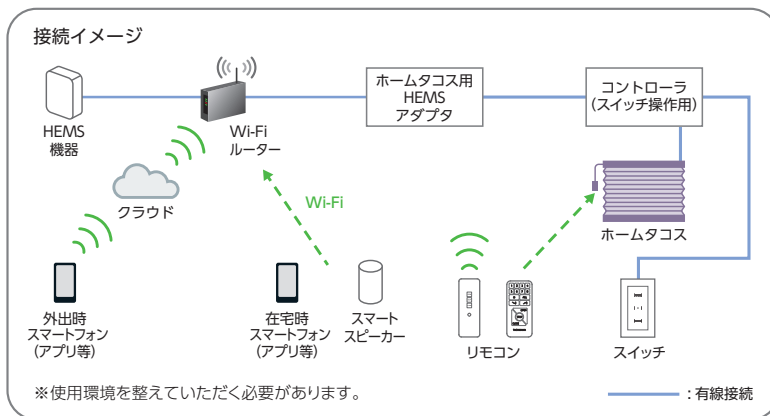 接続イメージ
HEMS
機器
Wi-Fi
ルーター
ホームタコス用
HEMS
アダプタ
コントローラ
(スイッチ操作用)
クラウド
Wi-Fi
ホームタコス
外出時
スマートフォン
(アプリ等)
在宅時
スマートフォン
(アプリ等)
スマート
スピーカー
リモコン
スイッチ
※使用環境を整えていただく必要があります。
:有線接続